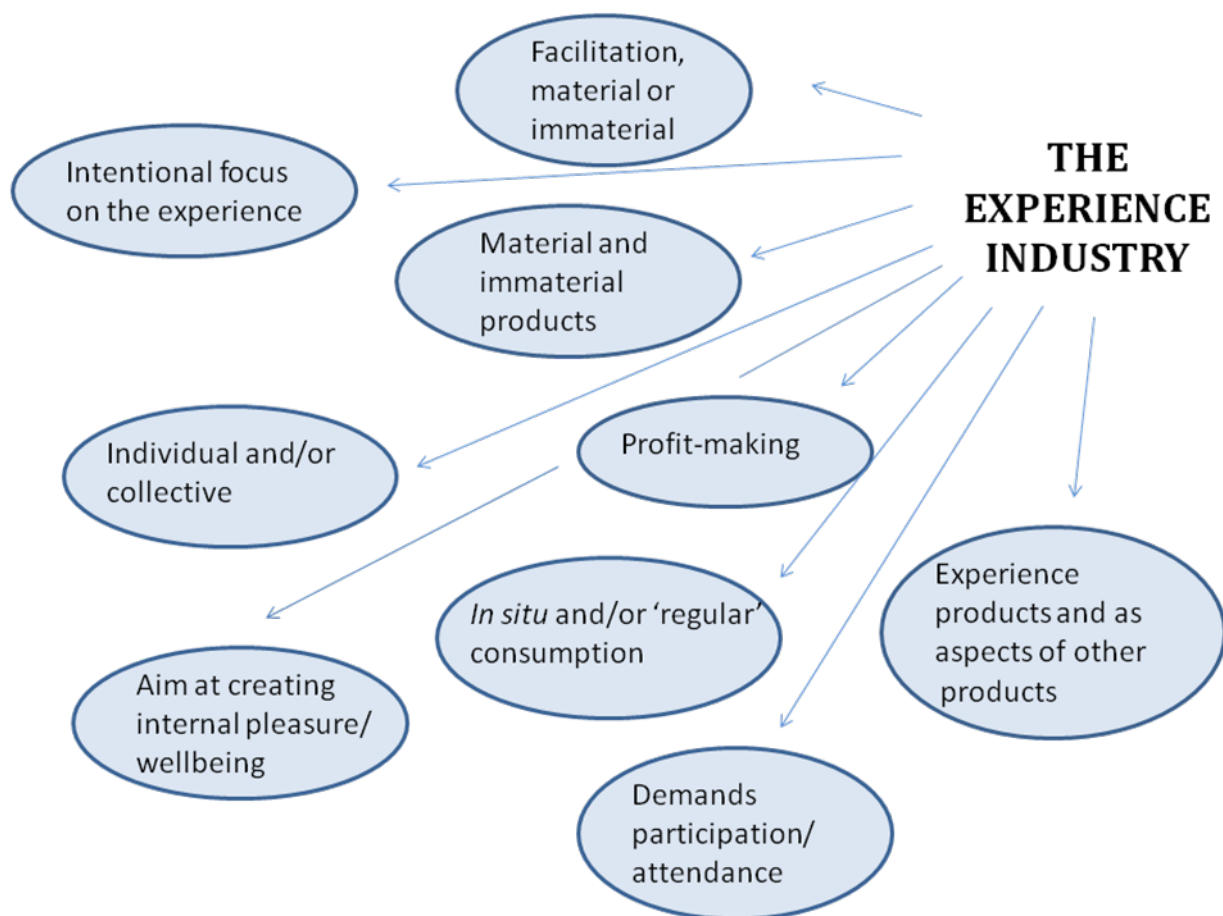 Facilitation,
material or
immaterial
THE
EXPERIENCE
INDUSTRY
Intentional focus
on the experience
Material and
immaterial
products
Individual and/or
collective
Profit-making
In situ and/or ‘regular’
consumption
Experience
products and as
aspects of other
products
Aim at creating
internal pleasure/
wellbeing
Demands
participation/
attendance